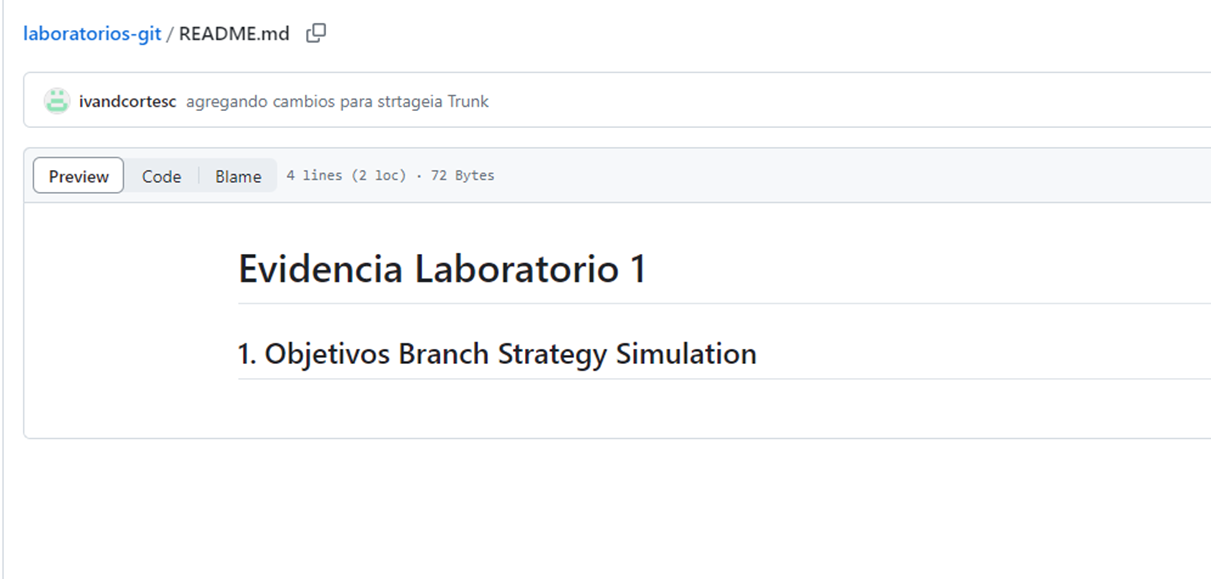 laboratorios-git / README.md
ivandcortesc agregando cambios para strtageia Trunk
Preview Code Blame 4 lines (2 loc) · 72 Bytes
Evidencia Laboratorio 1
1. Objetivos Branch Strategy Simulation